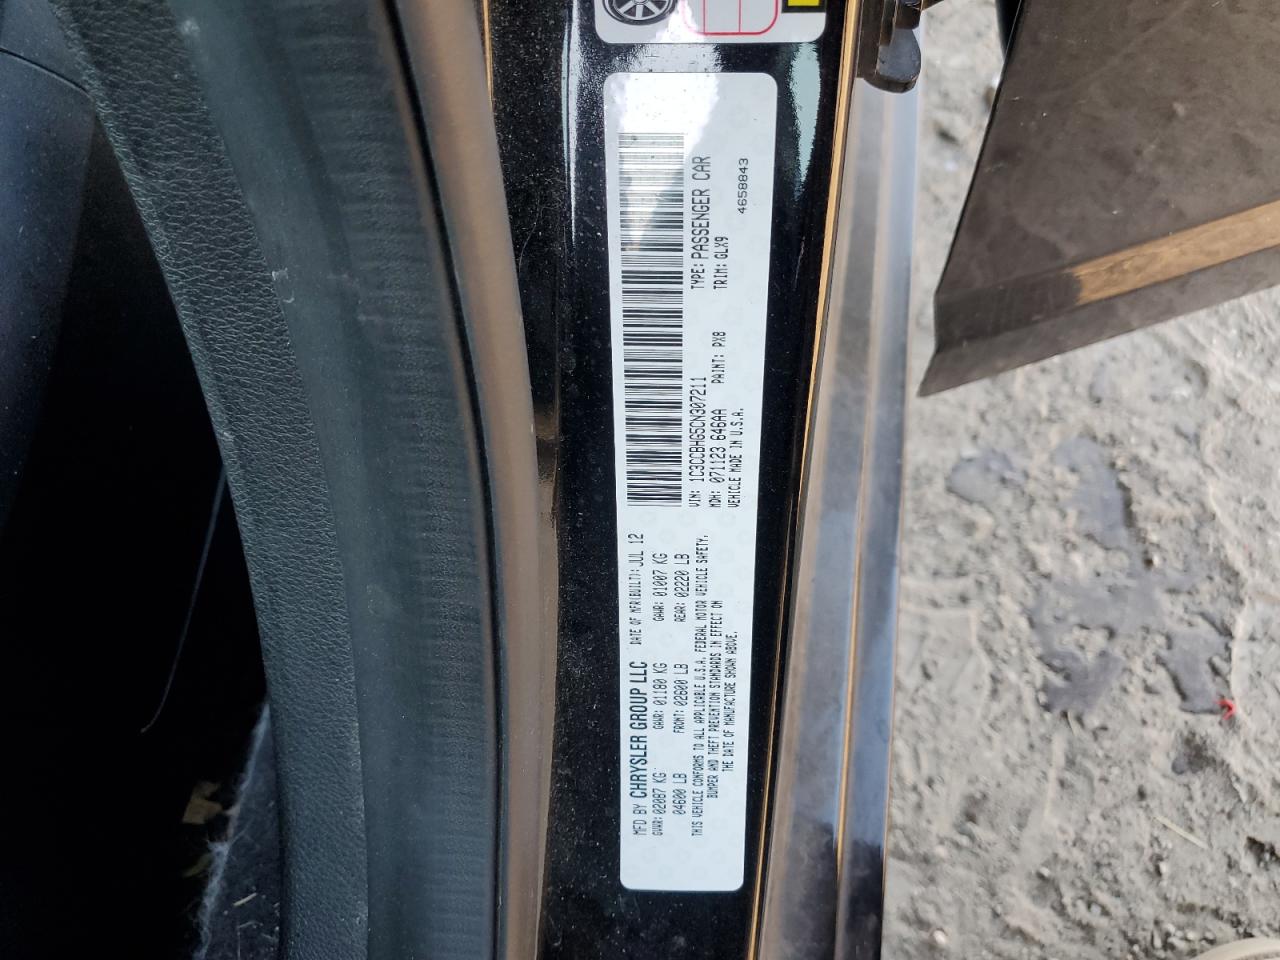 MFD BY CHRYSLER GROUP LLC DATE OF MFR(BUILT): JUL 12
GVWR: 02087 KG GAWR: 01180 KG GAWR: 01007 KG
04600 LB FRONT: 02600 LB REAR: 02220 LB
THIS VEHICLE CONFORMS TO ALL APPLICABLE U.S.A. FEDERAL MOTOR VEHICLE SAFETY,
BUMPER AND THEFT PREVENTION STANDARDS IN EFFECT ON
THE DATE OF MANUFACTURE SHOWN ABOVE.
VIN: 1C3CCBHG5CN307211 TYPE: PASSENGER CAR
MDH: 071123 646AA PAINT: PX8 TRIM: GLX9
VEHICLE MADE IN U.S.A. 4658843